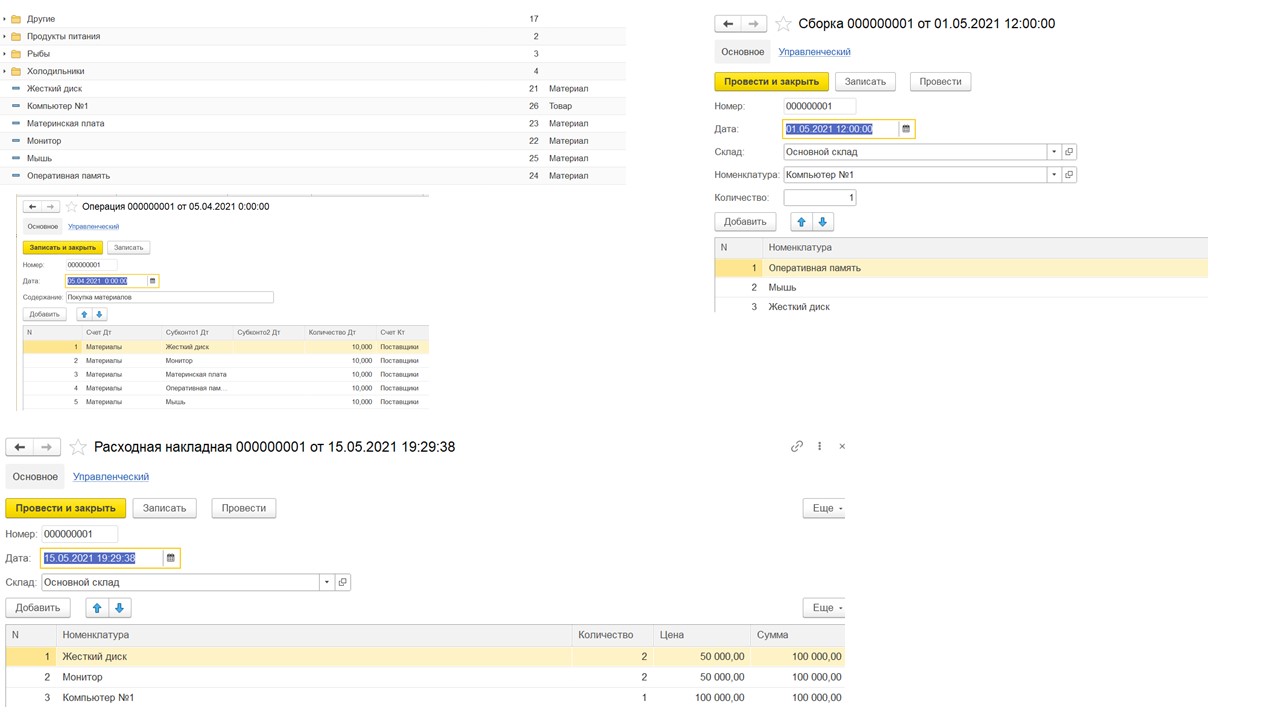 Другие 17
Продукты питания 2
Рыбы 3
Холодильники 4
Жесткий диск 21 Материал
Компьютер №1 26 Товар
Материнская плата 23 Материал
Монитор 22 Материал
Мышь 25 Материал
Оперативная память 24 Материал
Операция 000000001 от 05.04.2021 0:00:00
Основное Управленческий
Записать и закрыть Записать
Номер: 000000001
Дата: 05.04.2021 0:00:00
Содержание: Покупка материалов
Добавить
N Счет Дт Субконто1 Дт Субконто2 Дт Количество Дт Счет Кт
1 Материалы Жесткий диск 10,000 Поставщики
2 Материалы Монитор 10,000 Поставщики
3 Материалы Материнская плата 10,000 Поставщики
4 Материалы Оперативная пам... 10,000 Поставщики
5 Материалы Мышь 10,000 Поставщики
Сборка 000000001 от 01.05.2021 12:00:00
Основное Управленческий
Провести и закрыть Записать Провести
Номер: 000000001
Дата: 01.05.2021 12:00:00
Склад: Основной склад
Номенклатура: Компьютер №1
Количество: 1
Добавить
N Номенклатура
1 Оперативная память
2 Мышь
3 Жесткий диск
Расходная накладная 000000001 от 15.05.2021 19:29:38
Основное Управленческий
Провести и закрыть Записать Провести Еще
Номер: 000000001
Дата: 15.05.2021 19:29:38
Склад: Основной склад
Добавить Еще
N Номенклатура Количество Цена Сумма
1 Жесткий диск 2 50 000,00 100 000,00
2 Монитор 2 50 000,00 100 000,00
3 Компьютер №1 1 100 000,00 100 000,00